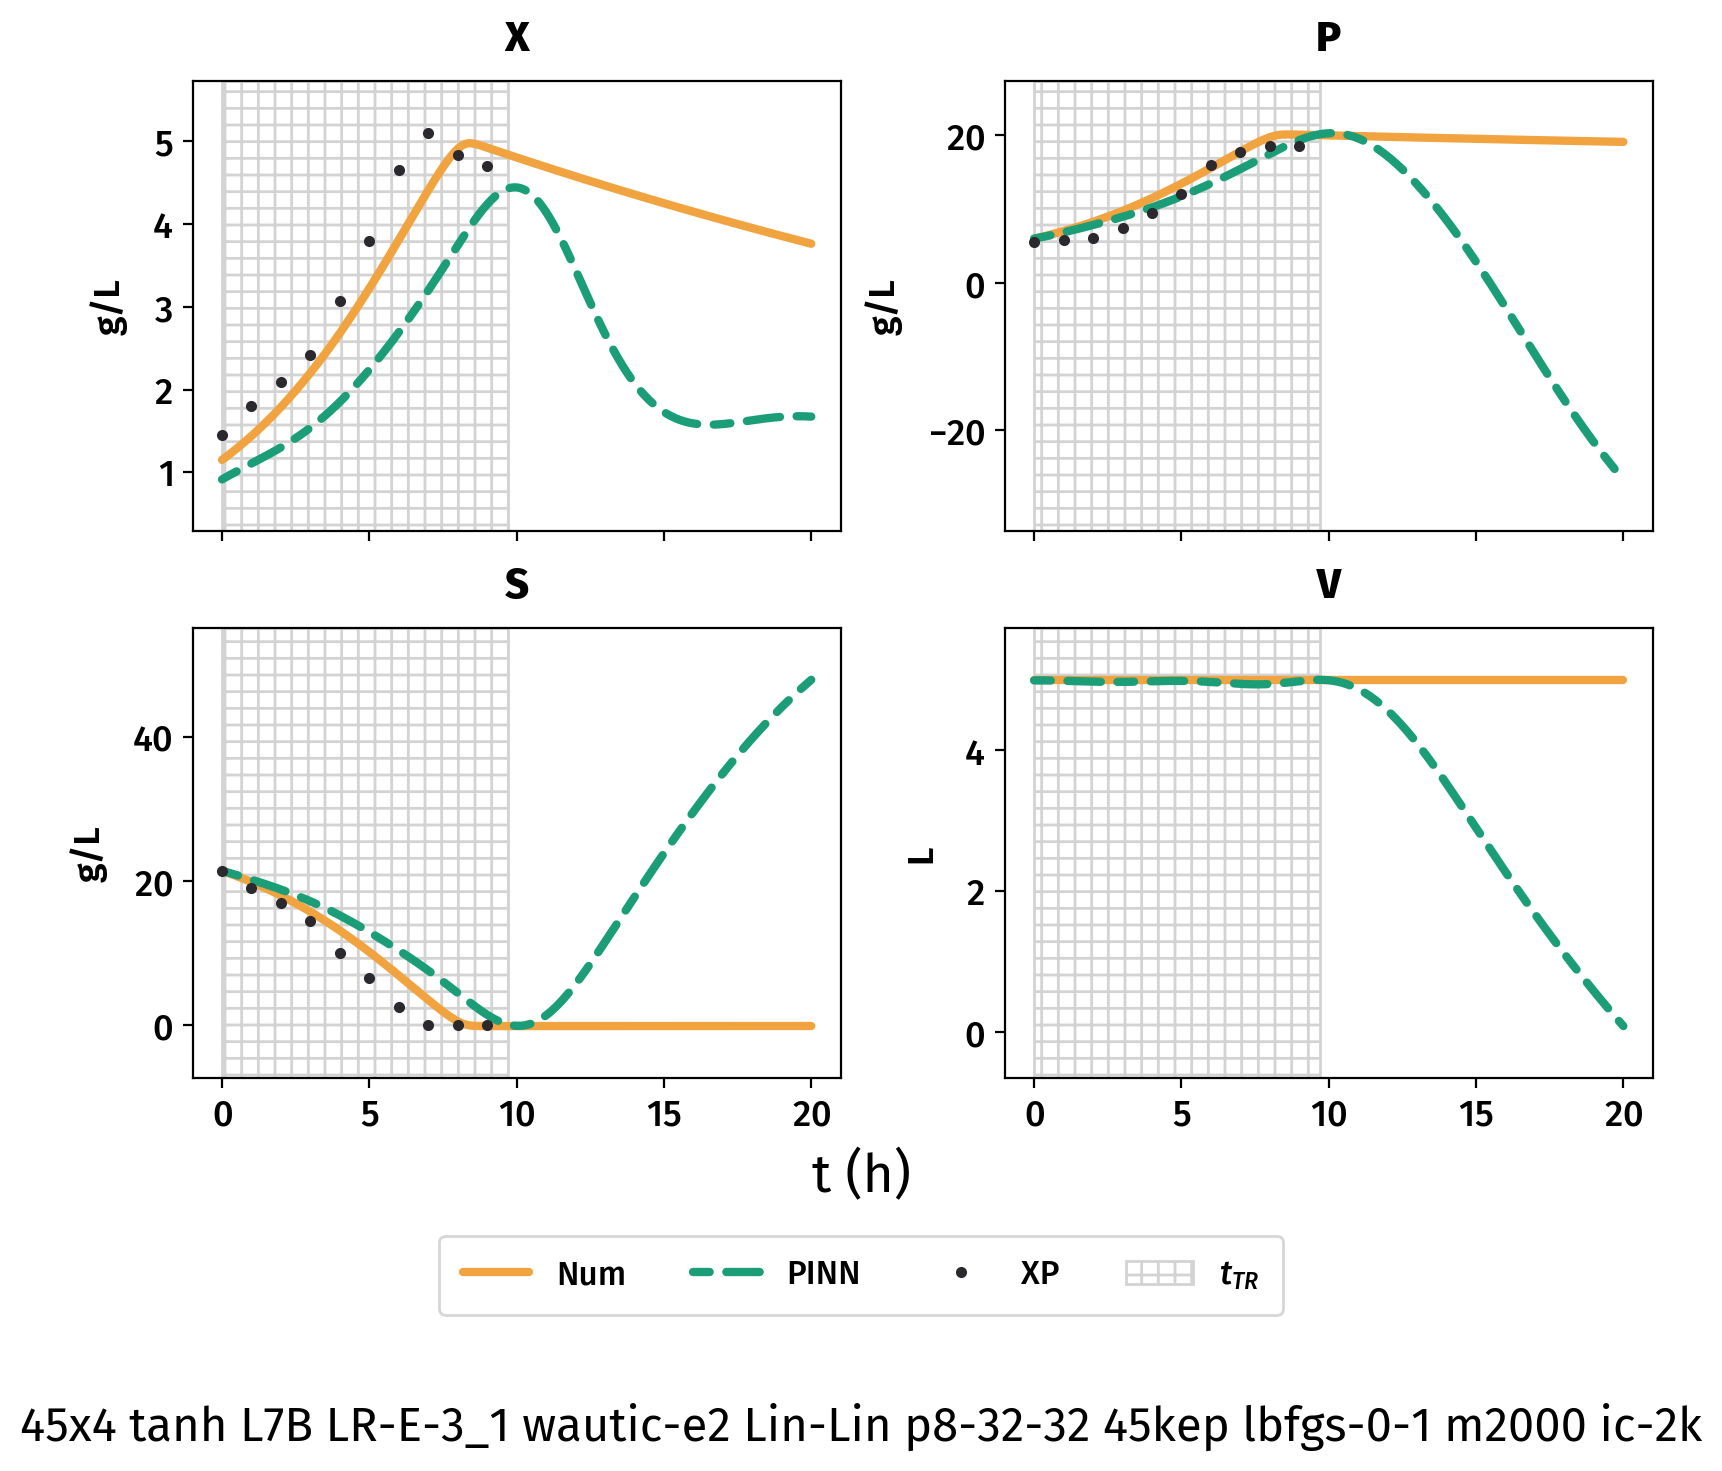 X
P
g/L
5
4
3
2
1
g/L
20
0
−20
S
V
g/L
40
20
0
L
4
2
0
0 5 10 15 20
0 5 10 15 20
t (h)
Num PINN XP t_TR
45x4 tanh L7B LR-E-3_1 wautic-e2 Lin-Lin p8-32-32 45kep lbfgs-0-1 m2000 ic-2k